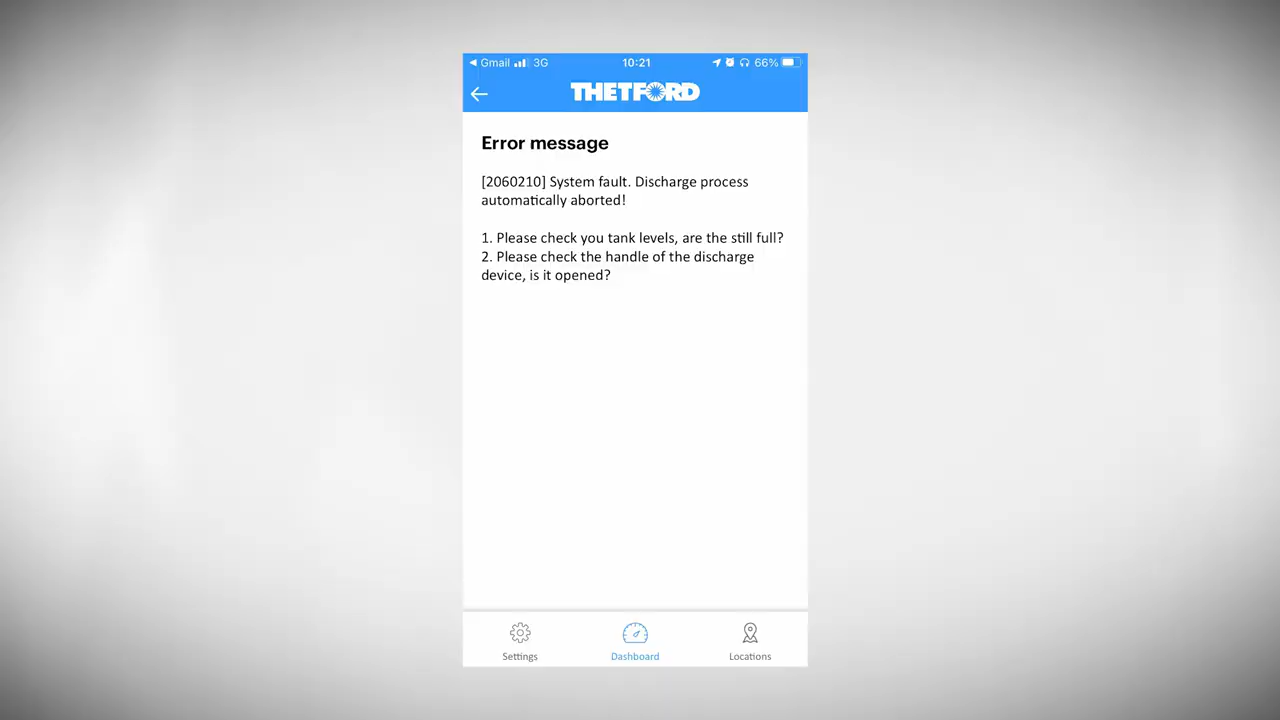 ◄ Gmail 3G 10:21 66%
THETFORD
Error message
[2060210] System fault. Discharge process
automatically aborted!
1. Please check you tank levels, are the still full?
2. Please check the handle of the discharge
device, is it opened?
Settings Dashboard Locations